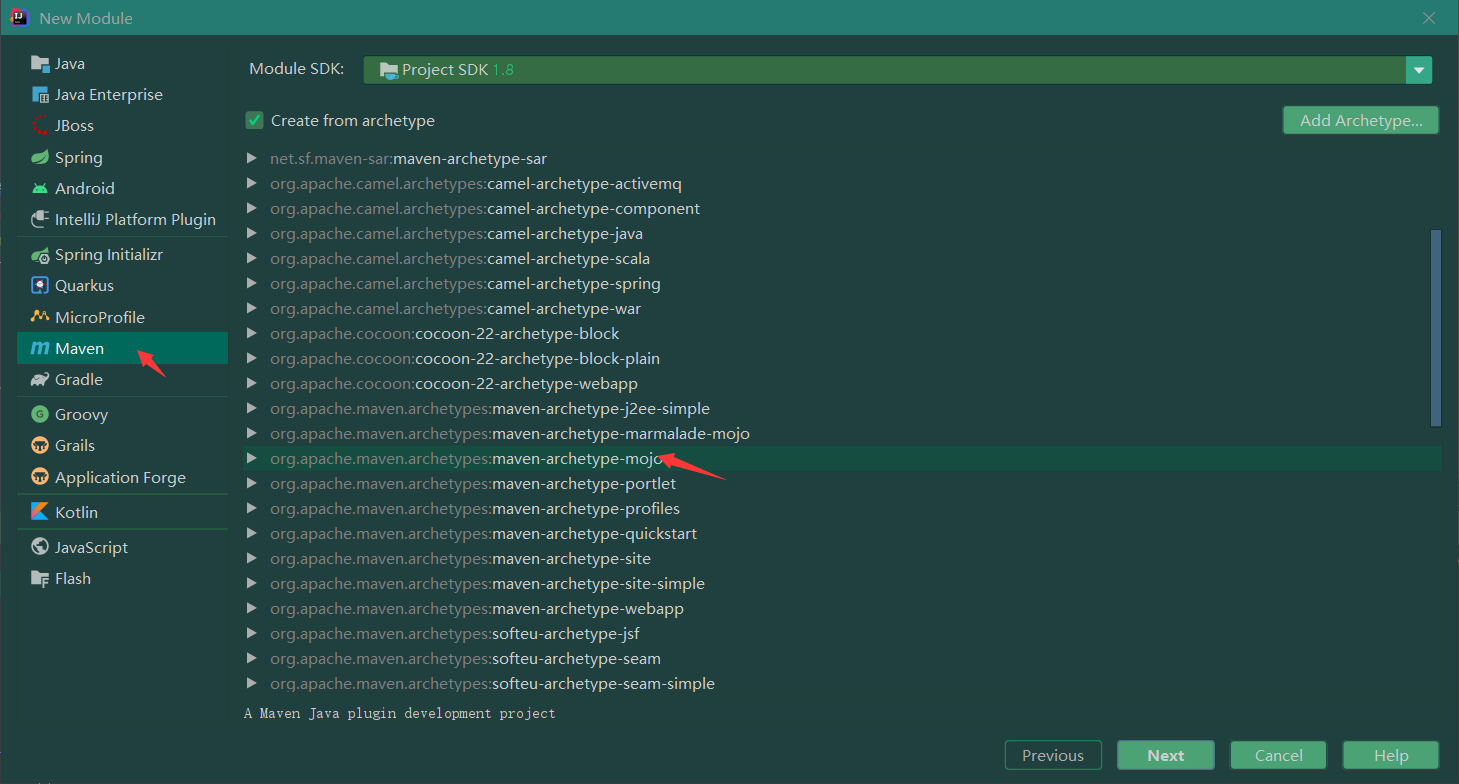 New Module
Java
Java Enterprise
JBoss
Spring
Android
IntelliJ Platform Plugin
Spring Initializr
Quarkus
MicroProfile
Maven
Gradle
Groovy
Grails
Application Forge
Kotlin
JavaScript
Flash
Module SDK: Project SDK 1.8
Create from archetype Add Archetype...
net.sf.maven-sar:maven-archetype-sar
org.apache.camel.archetypes:camel-archetype-activemq
org.apache.camel.archetypes:camel-archetype-component
org.apache.camel.archetypes:camel-archetype-java
org.apache.camel.archetypes:camel-archetype-scala
org.apache.camel.archetypes:camel-archetype-spring
org.apache.camel.archetypes:camel-archetype-war
org.apache.cocoon:cocoon-22-archetype-block
org.apache.cocoon:cocoon-22-archetype-block-plain
org.apache.cocoon:cocoon-22-archetype-webapp
org.apache.maven.archetypes:maven-archetype-j2ee-simple
org.apache.maven.archetypes:maven-archetype-marmalade-mojo
org.apache.maven.archetypes:maven-archetype-mojo
org.apache.maven.archetypes:maven-archetype-portlet
org.apache.maven.archetypes:maven-archetype-profiles
org.apache.maven.archetypes:maven-archetype-quickstart
org.apache.maven.archetypes:maven-archetype-site
org.apache.maven.archetypes:maven-archetype-site-simple
org.apache.maven.archetypes:maven-archetype-webapp
org.apache.maven.archetypes:softeu-archetype-jsf
org.apache.maven.archetypes:softeu-archetype-seam
org.apache.maven.archetypes:softeu-archetype-seam-simple
A Maven Java plugin development project
Previous Next Cancel Help